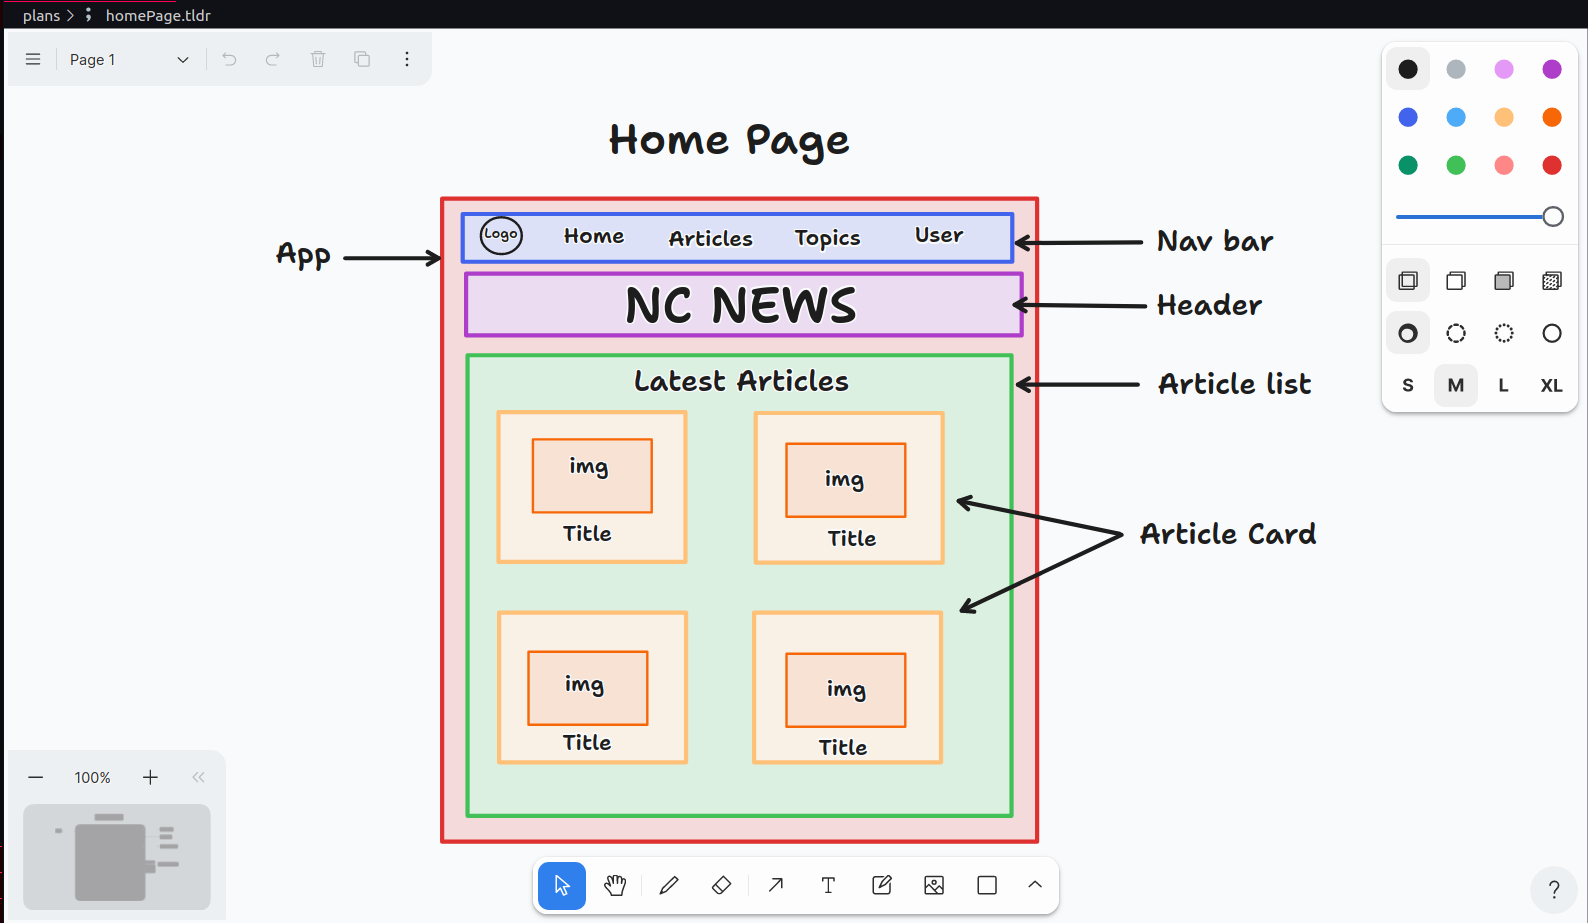 plans > homePage.tldr
Page 1
Home Page
Logo Home Articles Topics User
App
Nav bar
NC NEWS
Header
Latest Articles
Article list
img
img
Title
Title
Article Card
img
img
Title
Title
S M L XL
100%
?